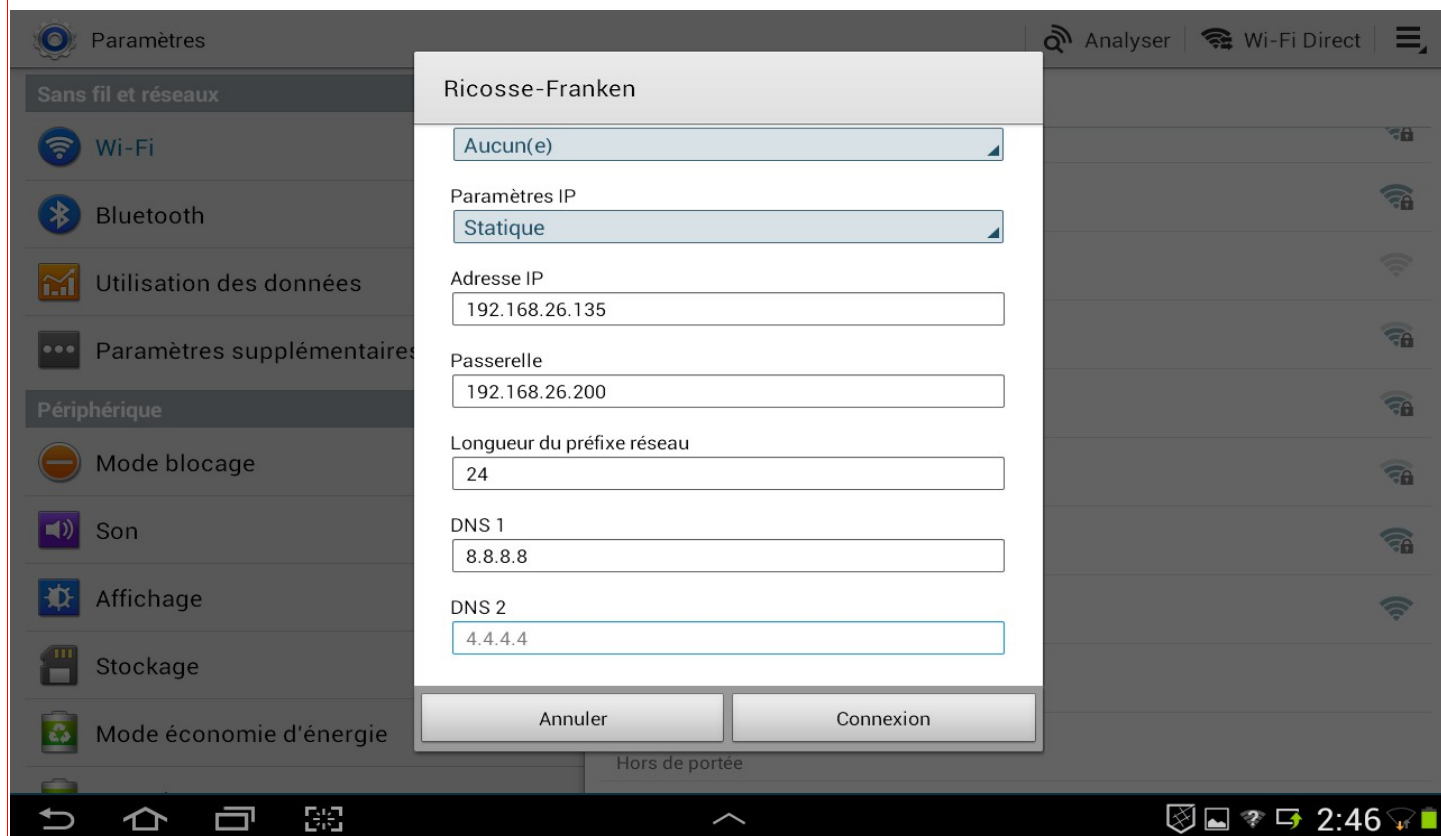 Paramètres
Analyser
Wi-Fi Direct
Sans fil et réseaux
Wi-Fi
Bluetooth
Utilisation des données
Paramètres supplémentaires
Périphérique
Mode blocage
Son
Affichage
Stockage
Mode économie d'énergie
Ricosse-Franken
Aucun(e)
Paramètres IP
Statique
Adresse IP
192.168.26.135
Passerelle
192.168.26.200
Longueur du préfixe réseau
24
DNS 1
8.8.8.8
DNS 2
4.4.4.4
Annuler
Connexion
Hors de portée
2:46